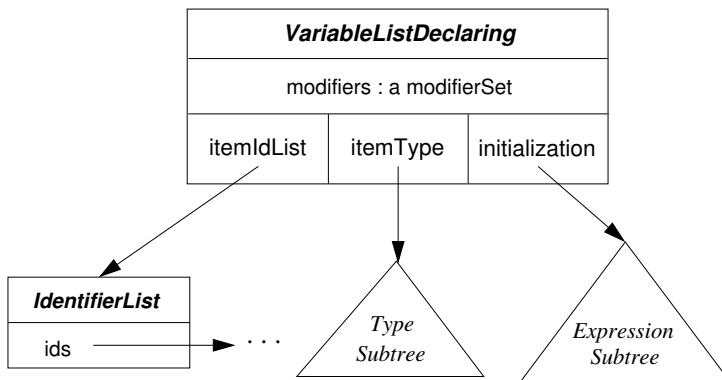 VariableListDeclaring
modifiers : a modifierSet
itemIdList itemType initialization
IdentifierList
ids . . .
Type
Subtree
Expression
Subtree